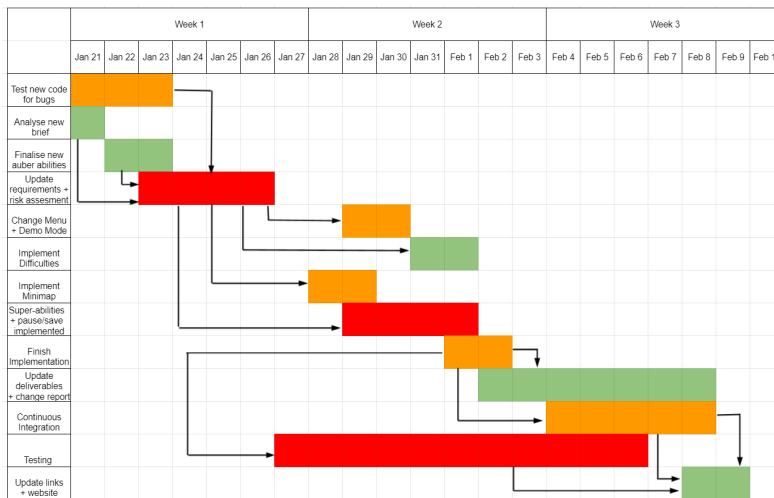 Week 1 Week 2 Week 3
Jan 21 Jan 22 Jan 23 Jan 24 Jan 25 Jan 26 Jan 27 Jan 28 Jan 29 Jan 30 Jan 31 Feb 1 Feb 2 Feb 3 Feb 4 Feb 5 Feb 6 Feb 7 Feb 8 Feb 9 Feb 1
Test new code
for bugs
Analyse new
brief
Finalise new
auber abilities
Update
requirements +
risk assesment
Change Menu
+ Demo Mode
Implement
Difficulties
Implement
Minimap
Super-abilities
+ pause/save
implemented
Finish
Implementation
Update
deliverables
+ change report
Continuous
Integration
Testing
Update links
+ website